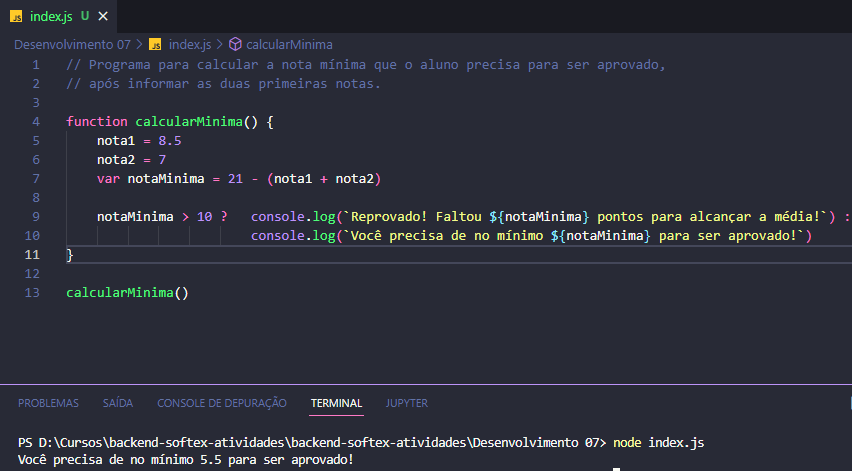 JS index.js U ×
Desenvolvimento 07 > JS index.js > calcularMinima
1 // Programa para calcular a nota mínima que o aluno precisa para ser aprovado,
2 // após informar as duas primeiras notas.
3
4 function calcularMinima() {
5 nota1 = 8.5
6 nota2 = 7
7 var notaMinima = 21 - (nota1 + nota2)
8
9 notaMinima > 10 ? console.log(`Reprovado! Faltou ${notaMinima} pontos para alcançar a média!`) :
10 console.log(`Você precisa de no mínimo ${notaMinima} para ser aprovado!`)
11 }
12
13 calcularMinima()
PROBLEMAS SAÍDA CONSOLE DE DEPURAÇÃO TERMINAL JUPYTER
PS D:\Cursos\backend-softex-atividades\backend-softex-atividades\Desenvolvimento 07> node index.js
Você precisa de no mínimo 5.5 para ser aprovado!